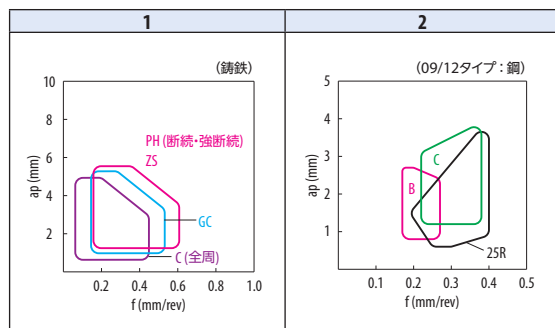 1
2
(鋳鉄)
10
8
6
4
2
ap (mm)
PH (断続・強断続)
ZS
GC
C (全周)
0.2 0.4 0.6 0.8 1.0
f (mm/rev)
(09/12タイプ：鋼)
5
4
3
2
1
ap (mm)
C
B
25R
0.1 0.2 0.3 0.4 0.5
f (mm/rev)